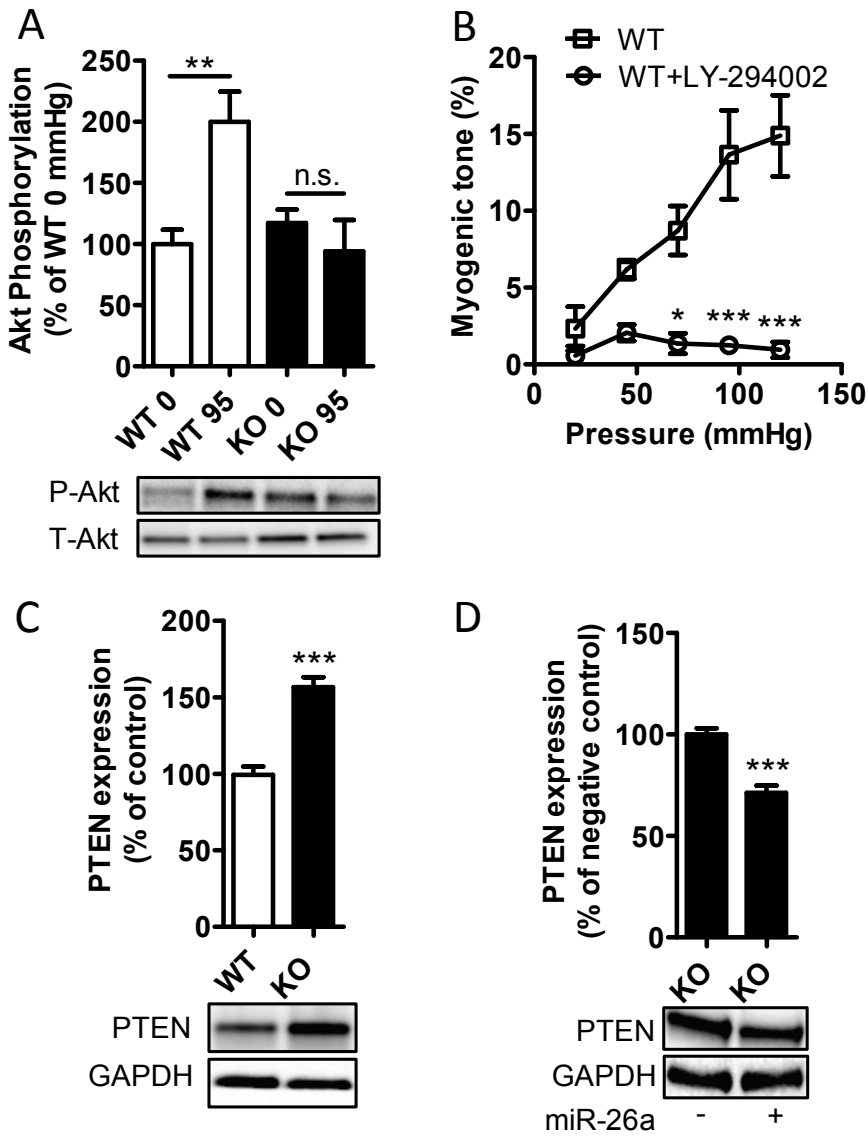 A
Akt Phosphorylation
(% of WT 0 mmHg)
250
200
150
100
50
0
**
n.s.
WT 0
WT 95
KO 0
KO 95
P-Akt
T-Akt
B
WT
WT+LY-294002
Myogenic tone (%)
20
15
10
5
0
* *** ***
0 50 100 150
Pressure (mmHg)
C
PTEN expression
(% of control)
200
150
100
50
0
***
WT
KO
PTEN
GAPDH
D
PTEN expression
(% of negative control)
150
100
50
0
***
KO
KO
PTEN
GAPDH
miR-26a - +